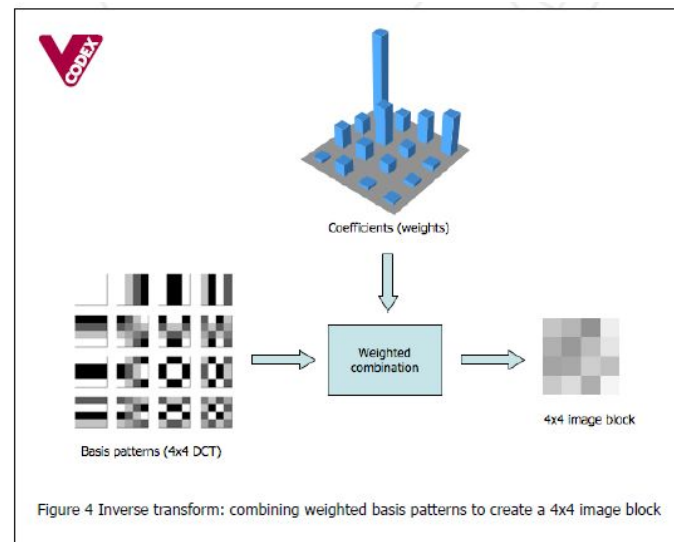 V
CODEX
Coefficients (weights)
Weighted
combination
Basis patterns (4x4 DCT)
4x4 image block
Figure 4 Inverse transform: combining weighted basis patterns to create a 4x4 image block